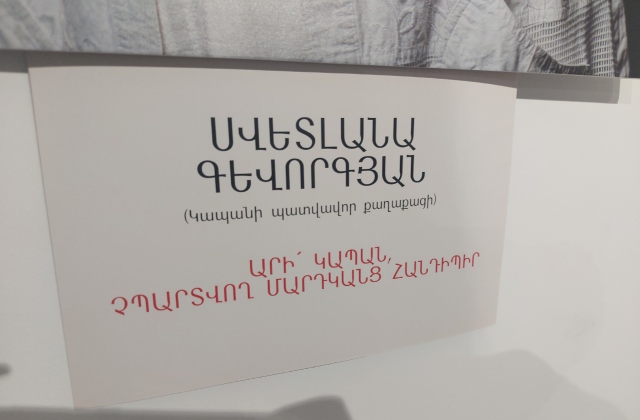 ՍՎԵՏԼԱՆԱ
ԳԵՎՈՐԳՅԱՆ
(Կապանի պատվավոր քաղաքացի)
ԱՐԻ՛ ԿԱՊԱՆ,
ՉՊԱՐՏՎՈՂ ՄԱՐԴԿԱՆՑ ՀԱՆԴԻՊԻՐ